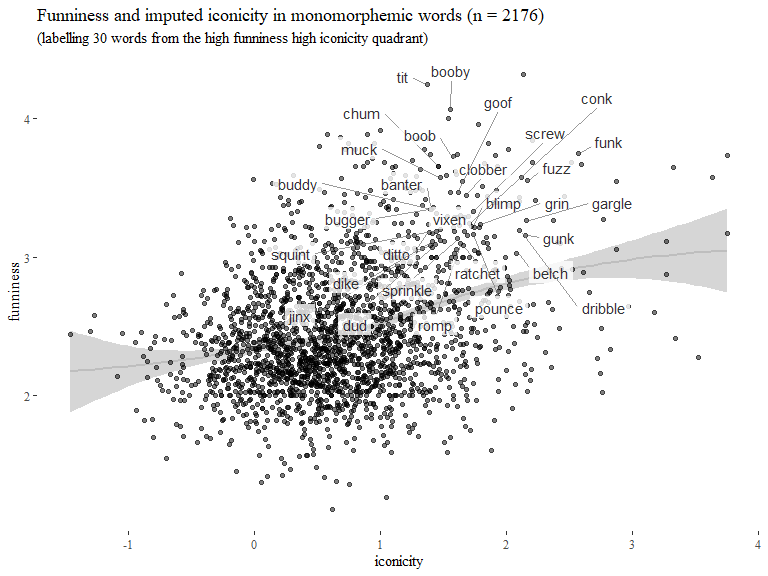 Funniness and imputed iconicity in monomorphemic words (n = 2176)
(labelling 30 words from the high funniness high iconicity quadrant)
tit booby
goof conk
chum
4
boob screw
muck funk
clobber fuzz
buddy banter
blimp grin gargle
bugger vixen
gunk
squint ditto
3
ratchet belch
dike
sprinkle
pounce dribble
jinx
dud romp
2
funniness
-1 0 1 2 3 4
iconicity